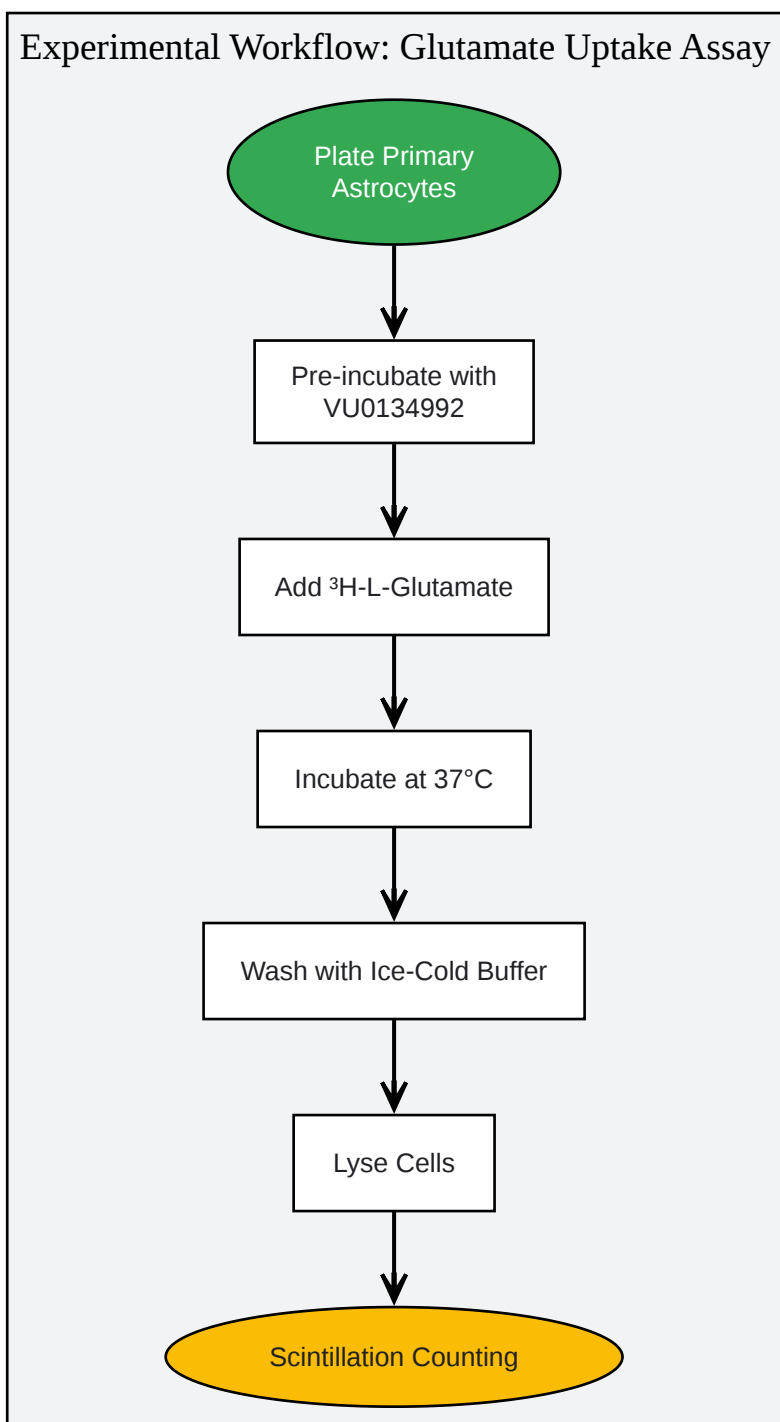 Experimental Workflow: Glutamate Uptake Assay
Plate Primary
Astrocytes
Pre-incubate with
VU0134992
Add ³H-L-Glutamate
Incubate at 37°C
Wash with Ice-Cold Buffer
Lyse Cells
Scintillation Counting